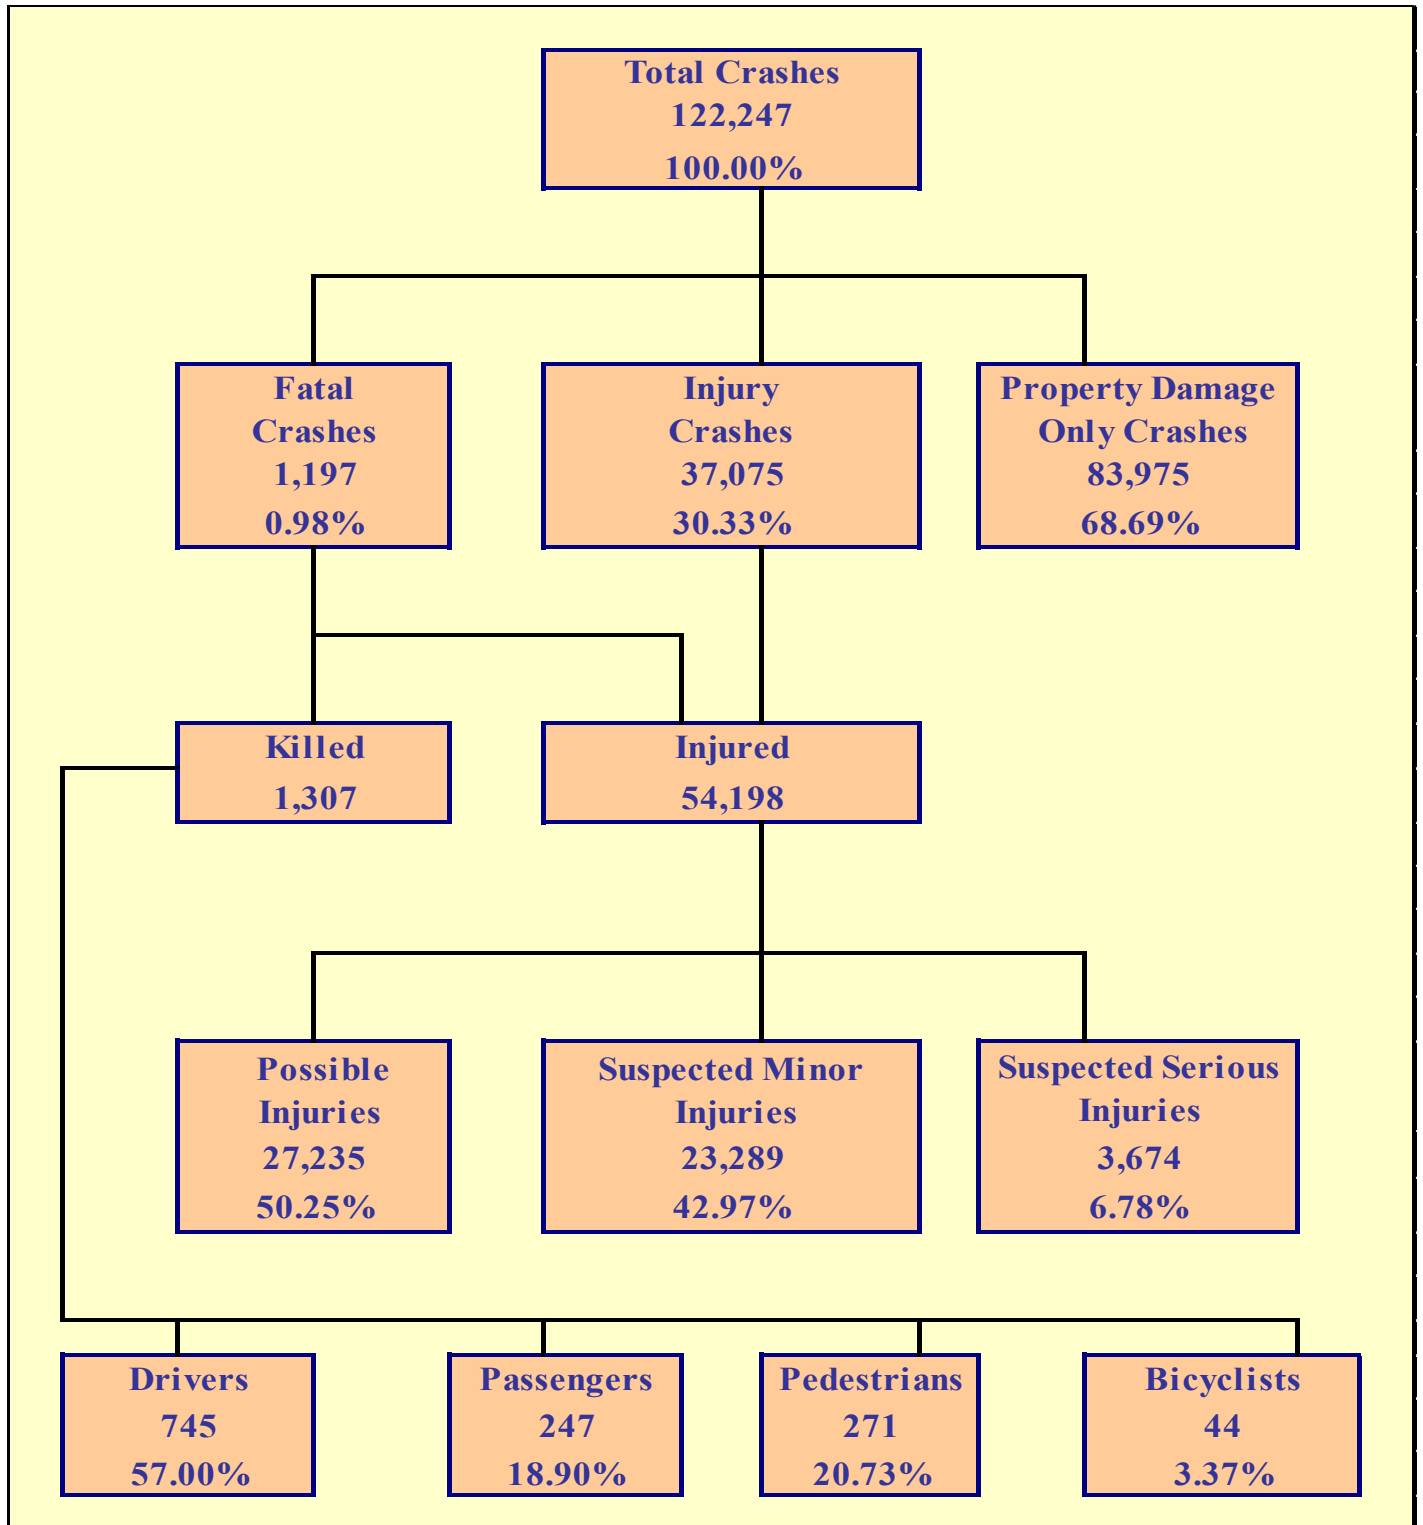 Total Crashes
122,247
100.00%
Fatal
Crashes
1,197
0.98%
Injury
Crashes
37,075
30.33%
Property Damage
Only Crashes
83,975
68.69%
Killed
1,307
Injured
54,198
Possible
Injuries
27,235
50.25%
Suspected Minor
Injuries
23,289
42.97%
Suspected Serious
Injuries
3,674
6.78%
Drivers
745
57.00%
Passengers
247
18.90%
Pedestrians
271
20.73%
Bicyclists
44
3.37%